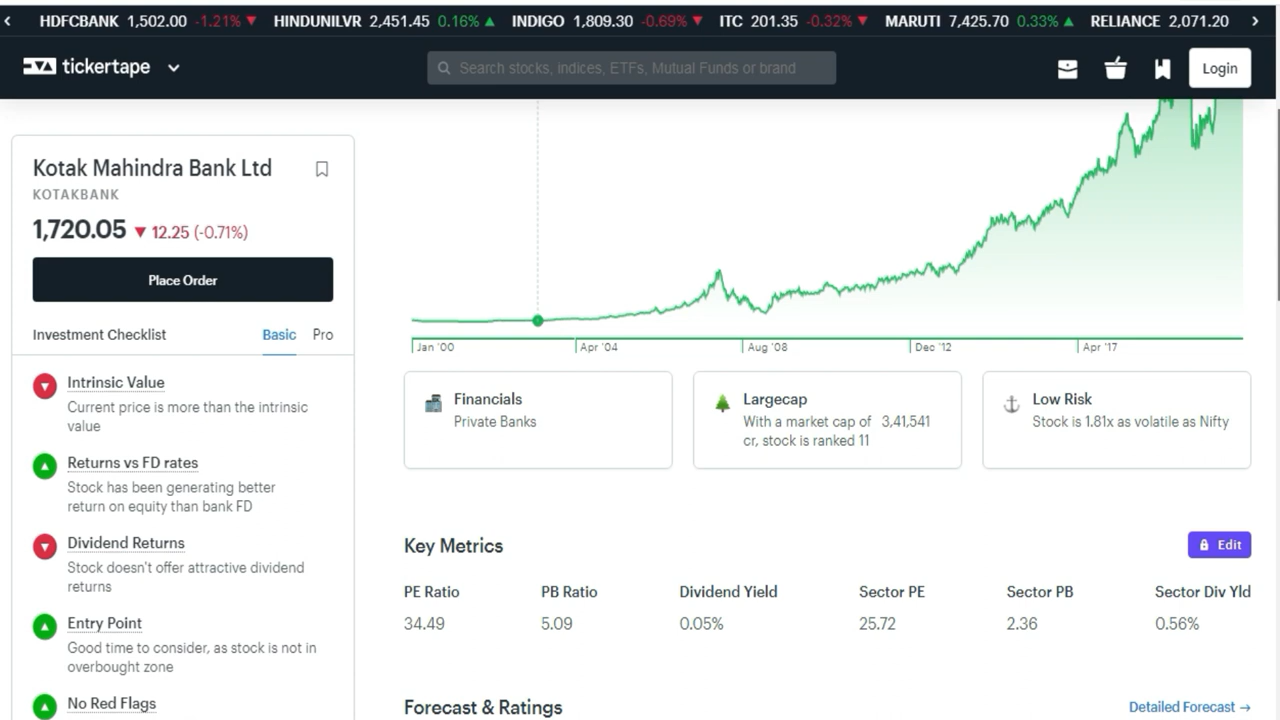 HDFCBANK 1,502.00 -1.21% HINDUNILVR 2,451.45 0.16% INDIGO 1,809.30 -0.69% ITC 201.35 -0.32% MARUTI 7,425.70 0.33% RELIANCE 2,071.20
tickertape
Search stocks, indices, ETFs, Mutual Funds or brand
Login
Kotak Mahindra Bank Ltd
KOTAKBANK
1,720.05 ▼ 12.25 (-0.71%)
Place Order
Investment Checklist Basic Pro
Intrinsic Value
Current price is more than the intrinsic
value
Returns vs FD rates
Stock has been generating better
return on equity than bank FD
Dividend Returns
Stock doesn't offer attractive dividend
returns
Entry Point
Good time to consider, as stock is not in
overbought zone
No Red Flags
Jan '00 Apr '04 Aug '08 Dec '12 Apr '17
Financials
Private Banks
Largecap
With a market cap of 3,41,541
cr, stock is ranked 11
Low Risk
Stock is 1.81x as volatile as Nifty
Key Metrics
Edit
PE Ratio PB Ratio Dividend Yield Sector PE Sector PB Sector Div Yld
34.49 5.09 0.05% 25.72 2.36 0.56%
Forecast & Ratings
Detailed Forecast →